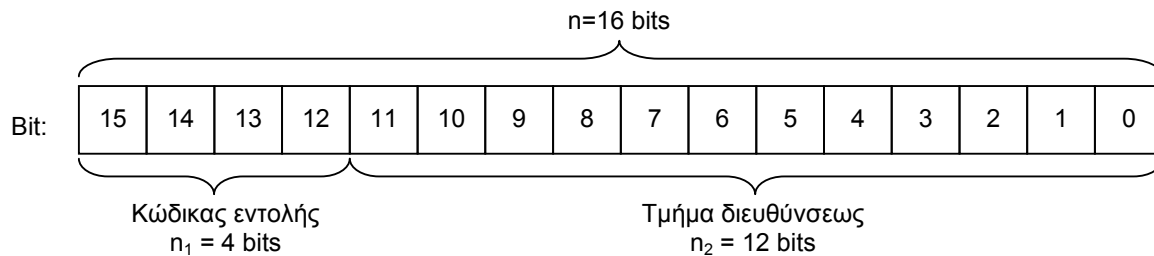 n=16 bits
Bit: 15 14 13 12 11 10 9 8 7 6 5 4 3 2 1 0
Κώδικας εντολής Τμήμα διευθύνσεως
n₁ = 4 bits n₂ = 12 bits